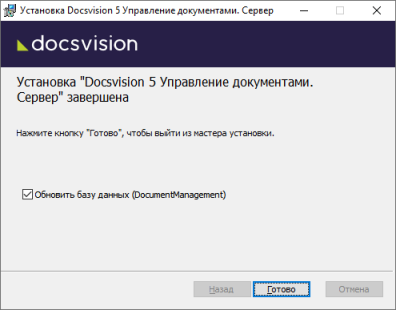 Установка Docsvision 5 Управление документами. Сервер
docsvision
Установка "Docsvision 5 Управление документами.
Сервер" завершена
Нажмите кнопку "Готово", чтобы выйти из мастера установки.
Обновить базу данных (DocumentManagement)
Назад Готово Отмена